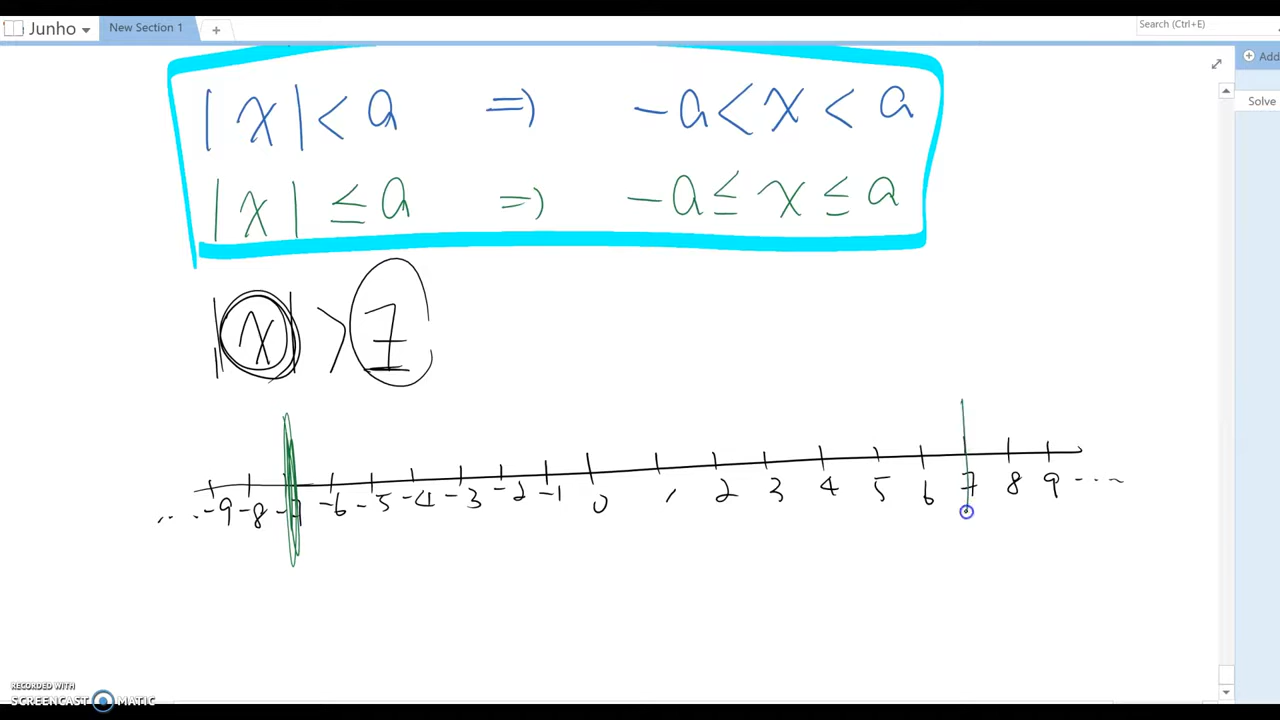 Junho
New Section 1
+
Search (Ctrl+E)
Add
Solve
|x| < a => -a < x < a
|x| ≤ a => -a ≤ x ≤ a
|x| > 7
... -9 -8 -7 -6 -5 -4 -3 -2 -1 0 1 2 3 4 5 6 7 8 9 ...
RECORDED WITH
SCREENCAST MATIC